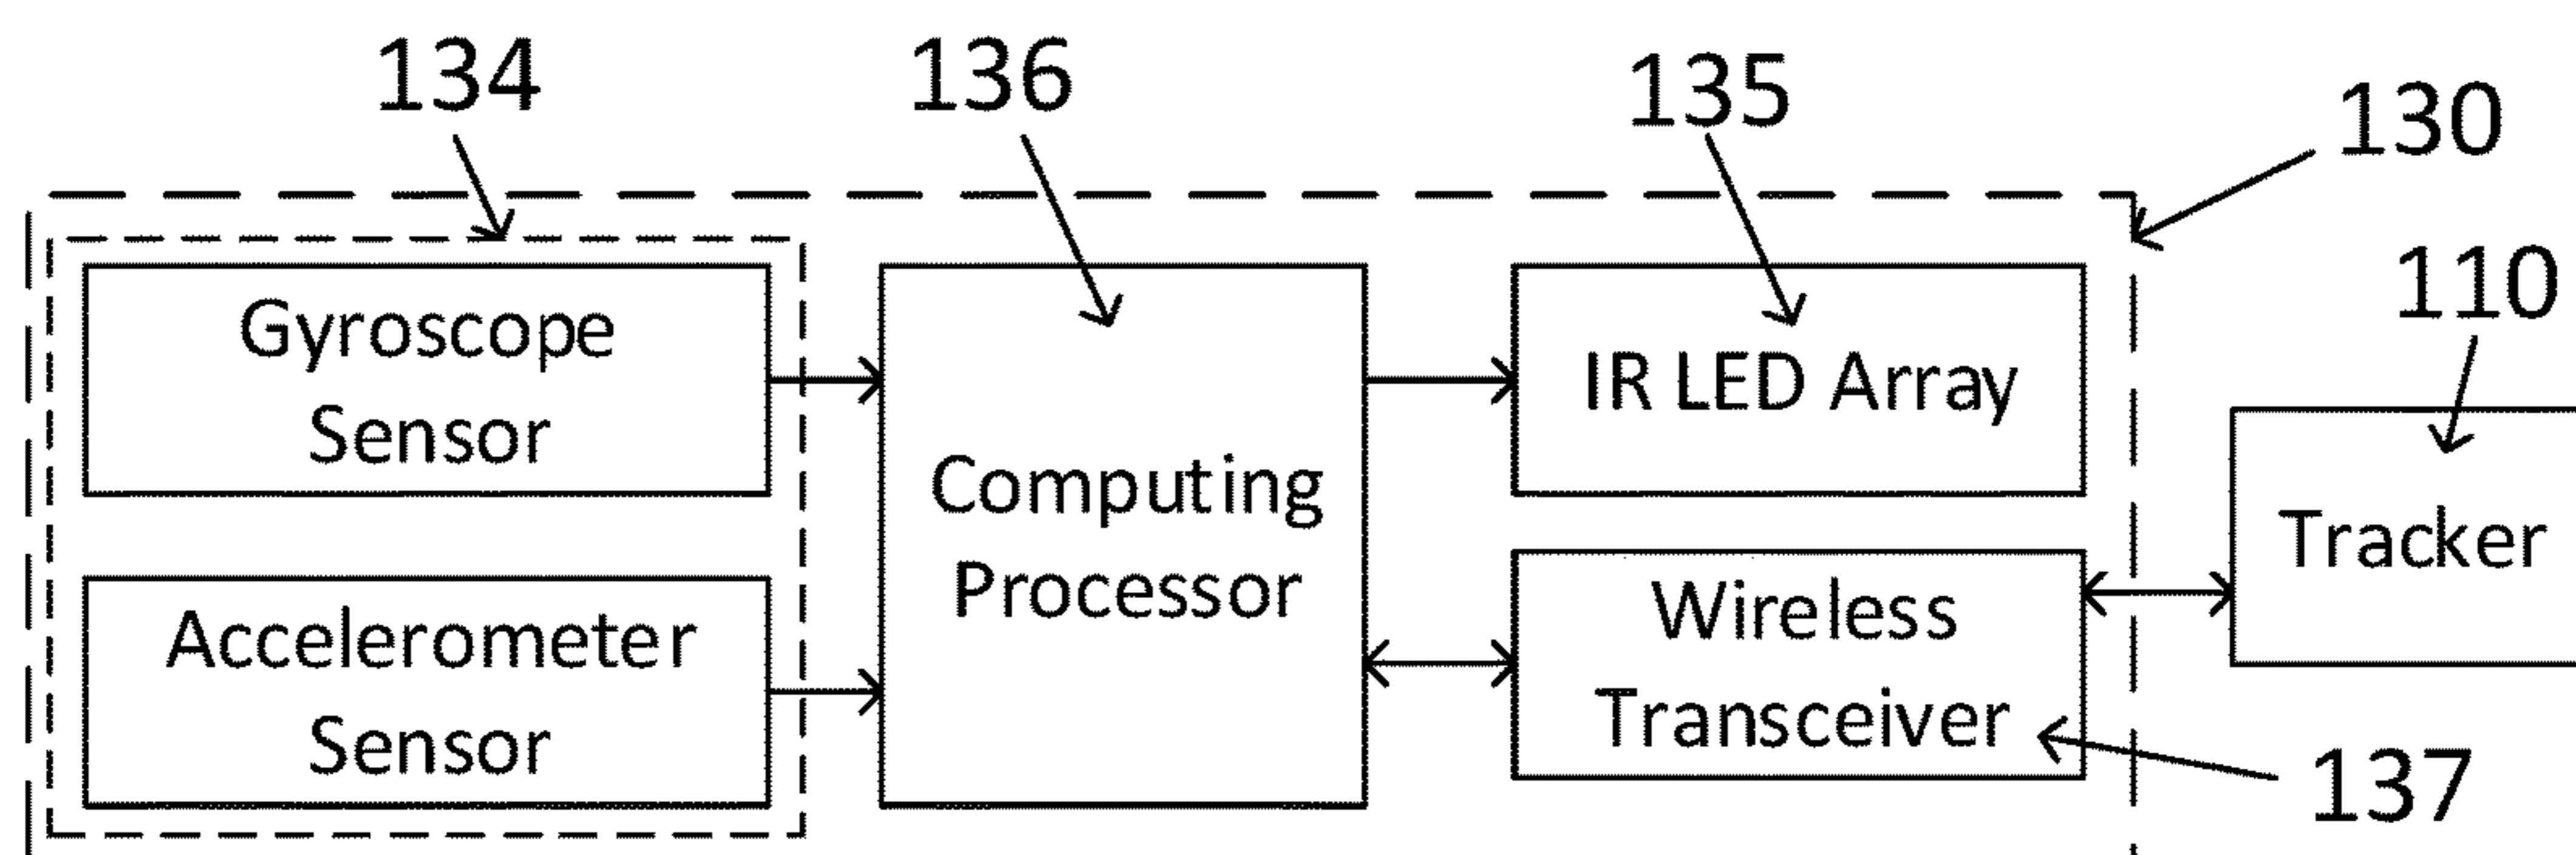 134
136
135
130
110
Gyroscope
Sensor
Computing
Processor
IR LED Array
Tracker
Accelerometer
Sensor
Wireless
Transceiver
137